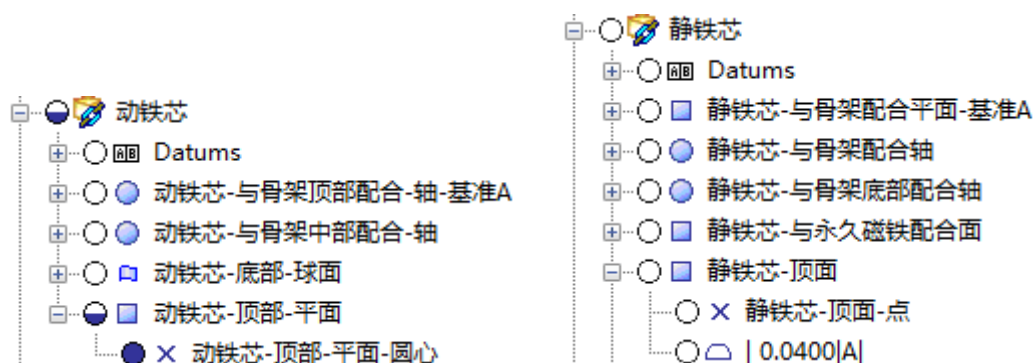 动铁芯
Datums
动铁芯-与骨架顶部配合-轴-基准A
动铁芯-与骨架中部配合-轴
动铁芯-底部-球面
动铁芯-顶部-平面
动铁芯-顶部-平面-圆心
静铁芯
Datums
静铁芯-与骨架配合平面-基准A
静铁芯-与骨架配合轴
静铁芯-与骨架底部配合轴
静铁芯-与永久磁铁配合面
静铁芯-顶面
静铁芯-顶面-点
| 0.0400|A|